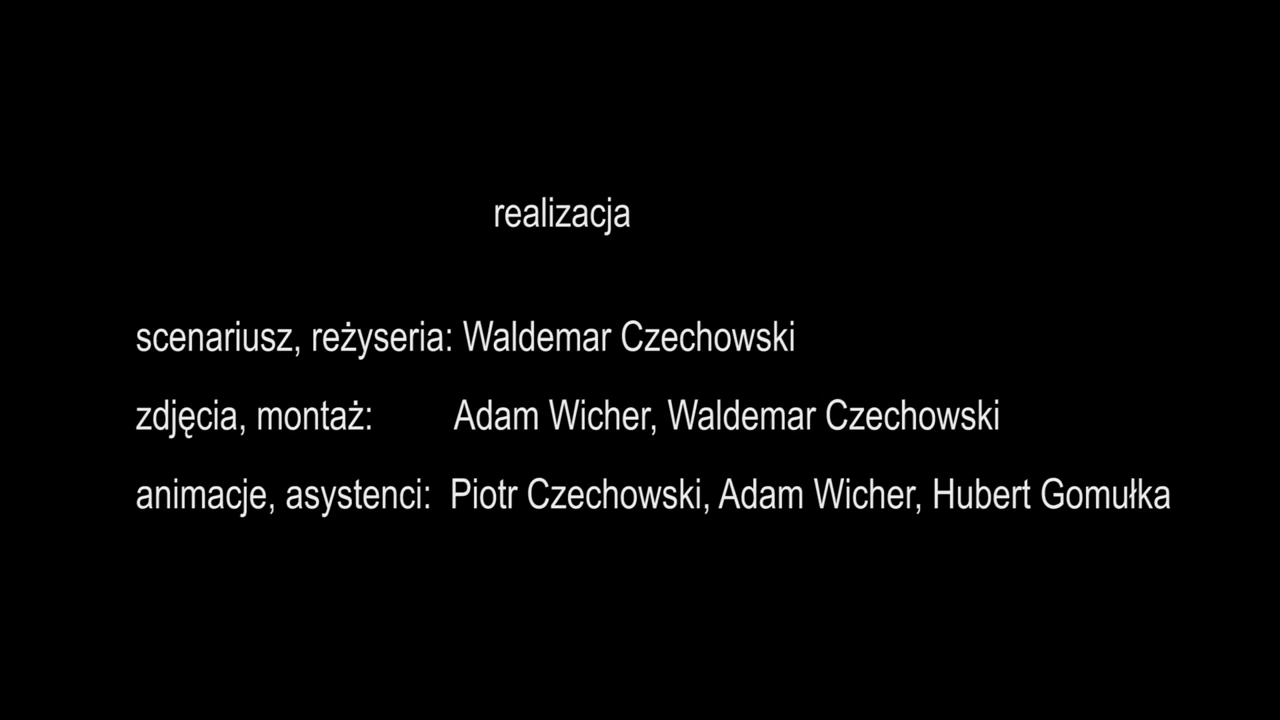 realizacja
scenariusz, reżyseria: Waldemar Czechowski
zdjęcia, montaż: Adam Wicher, Waldemar Czechowski
animacje, asystenci: Piotr Czechowski, Adam Wicher, Hubert Gomułka